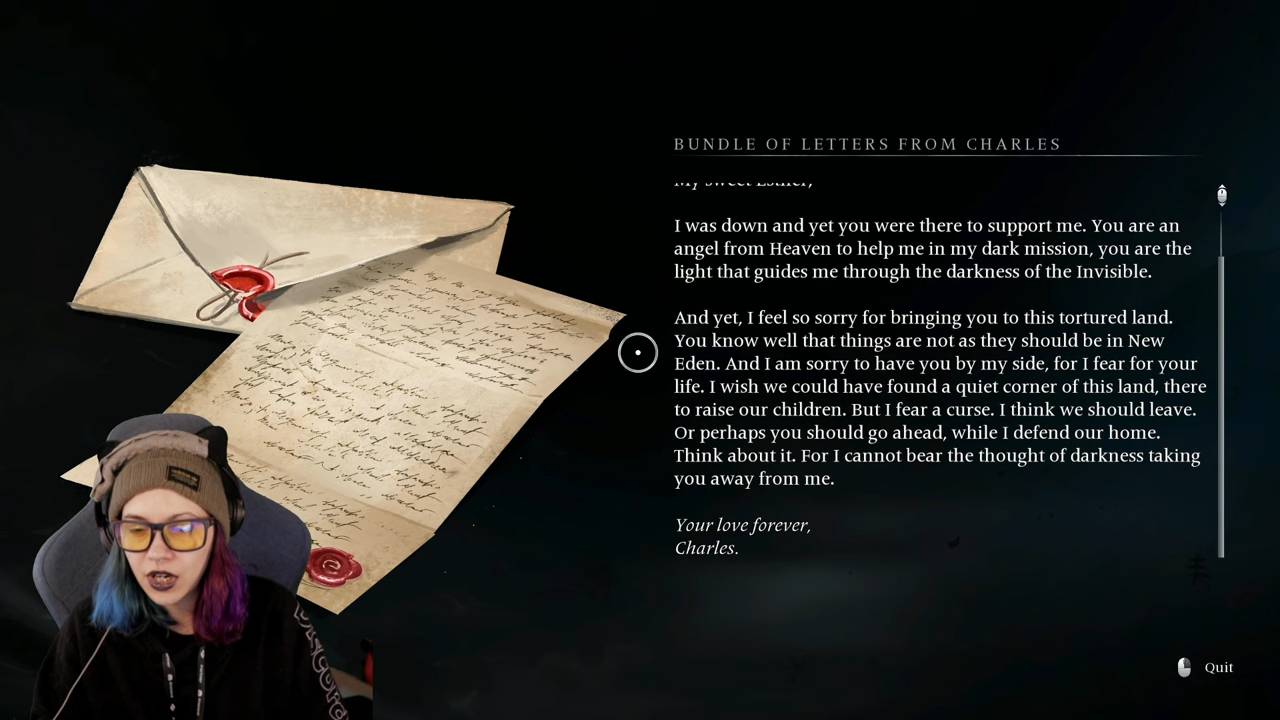 BUNDLE OF LETTERS FROM CHARLES
My sweet Esther,
I was down and yet you were there to support me. You are an
angel from Heaven to help me in my dark mission, you are the
light that guides me through the darkness of the Invisible.
And yet, I feel so sorry for bringing you to this tortured land.
You know well that things are not as they should be in New
Eden. And I am sorry to have you by my side, for I fear for your
life. I wish we could have found a quiet corner of this land, there
to raise our children. But I fear a curse. I think we should leave.
Or perhaps you should go ahead, while I defend our home.
Think about it. For I cannot bear the thought of darkness taking
you away from me.
Your love forever,
Charles.
Quit